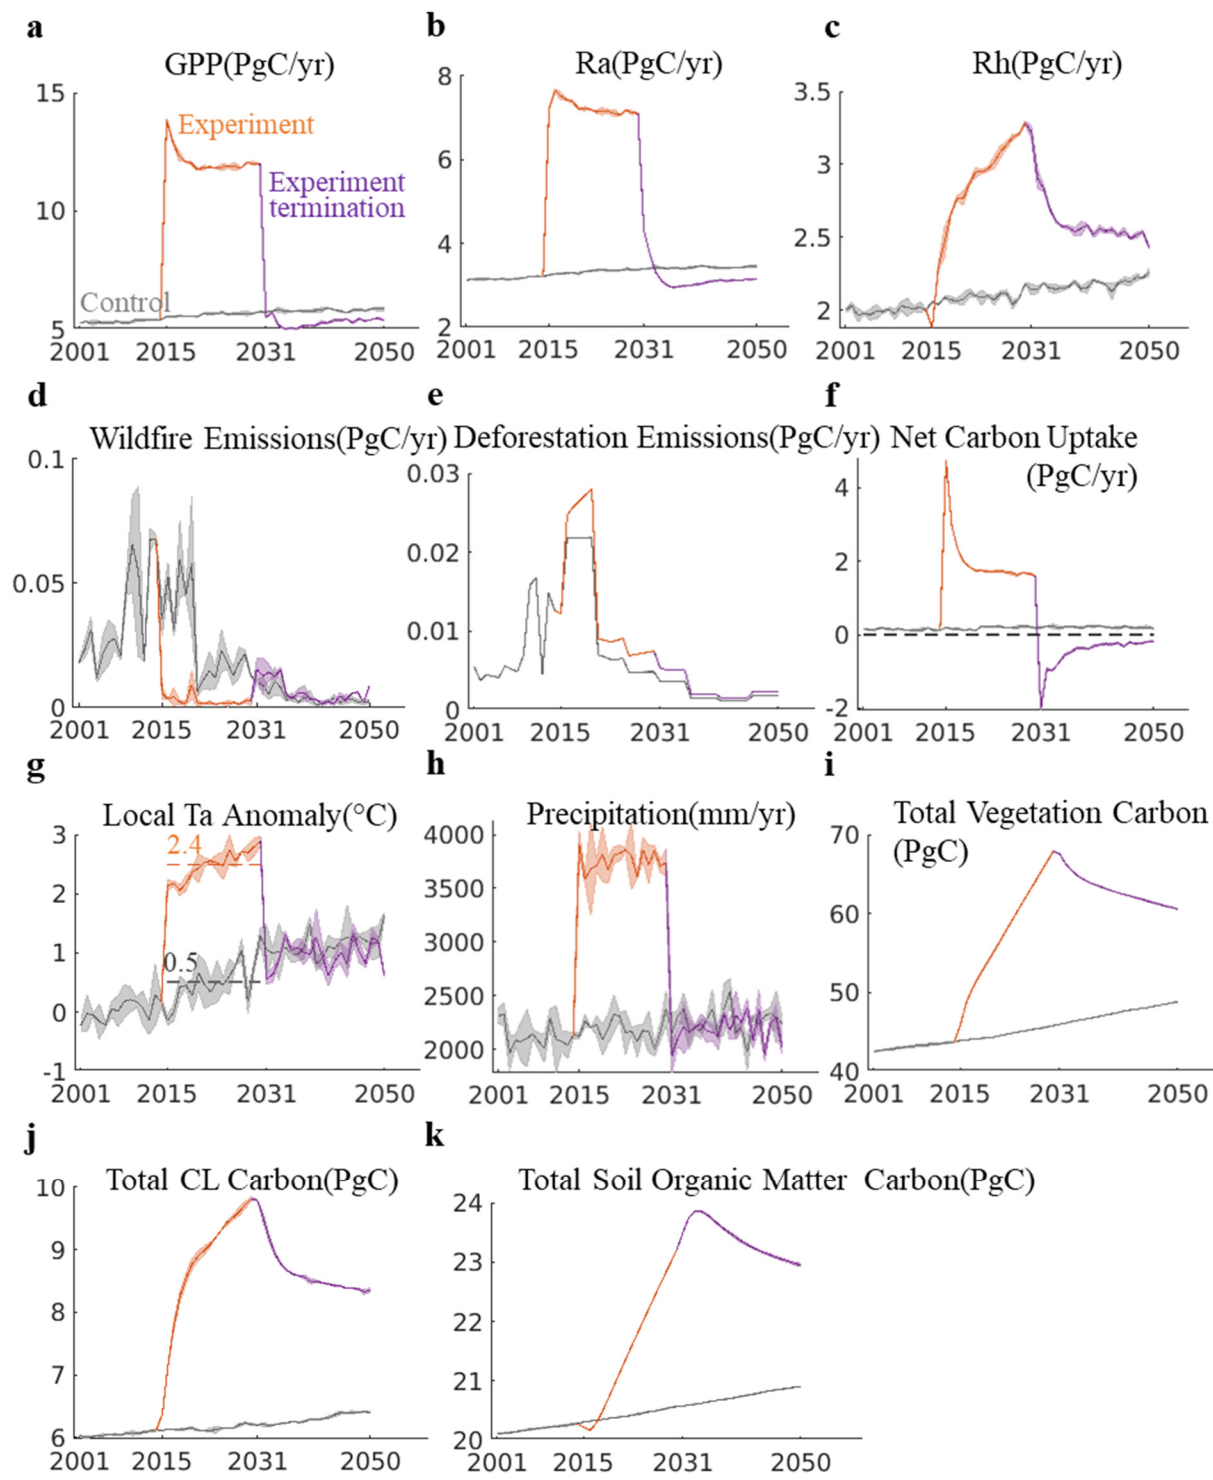 a
GPP(PgC/yr)
15
10
5
Experiment
Experiment
termination
Control
2001 2015 2031 2050
b
Ra(PgC/yr)
8
6
4
2
2001 2015 2031 2050
c
Rh(PgC/yr)
3.5
3
2.5
2
2001 2015 2031 2050
d
Wildfire Emissions(PgC/yr)
0.1
0.05
0
2001 2015 2031 2050
e
Deforestation Emissions(PgC/yr)
0.03
0.02
0.01
0
2001 2015 2031 2050
f
Net Carbon Uptake
(PgC/yr)
4
2
0
-2
2001 2015 2031 2050
g
Local Ta Anomaly(°C)
3
2
1
0
-1
2.4
0.5
2001 2015 2031 2050
h
Precipitation(mm/yr)
4000
3500
3000
2500
2000
2001 2015 2031 2050
i
Total Vegetation Carbon
(PgC)
70
60
50
40
2001 2015 2031 2050
j
Total CL Carbon(PgC)
10
9
8
7
6
2001 2015 2031 2050
k
Total Soil Organic Matter Carbon(PgC)
24
23
22
21
20
2001 2015 2031 2050